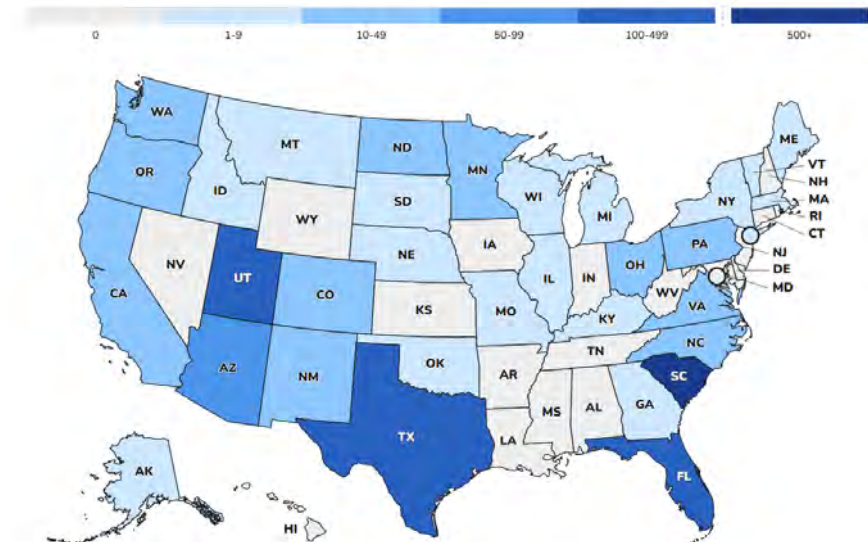 0 1-9 10-49 50-99 100-499 500+
WA
MT
ND
MN
ME
VT
NH
OR
ID
SD
WI
MI
NY
MA
RI
CT
WY
NV
NE
IA
PA
NJ
UT
IL
IN
OH
DE
MD
CA
CO
KS
MO
WV
VA
KY
NC
AZ
NM
OK
AR
TN
SC
MS
AL
GA
TX
LA
AK
FL
HI